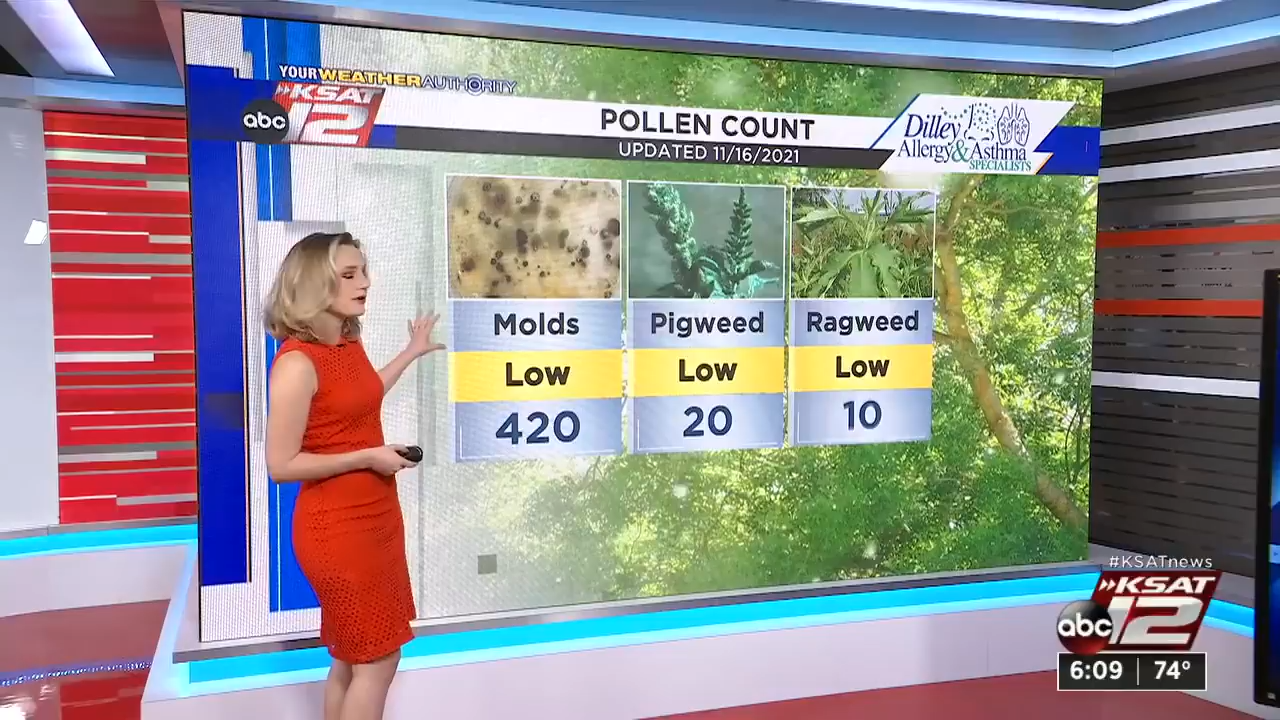 YOUR WEATHER AUTHORITY
KSAT
abc 12
POLLEN COUNT
UPDATED 11/16/2021
Dilley
Allergy & Asthma
SPECIALISTS
Molds Pigweed Ragweed
Low Low Low
420 20 10
#KSATnews
KSAT
abc 12
6:09 74°